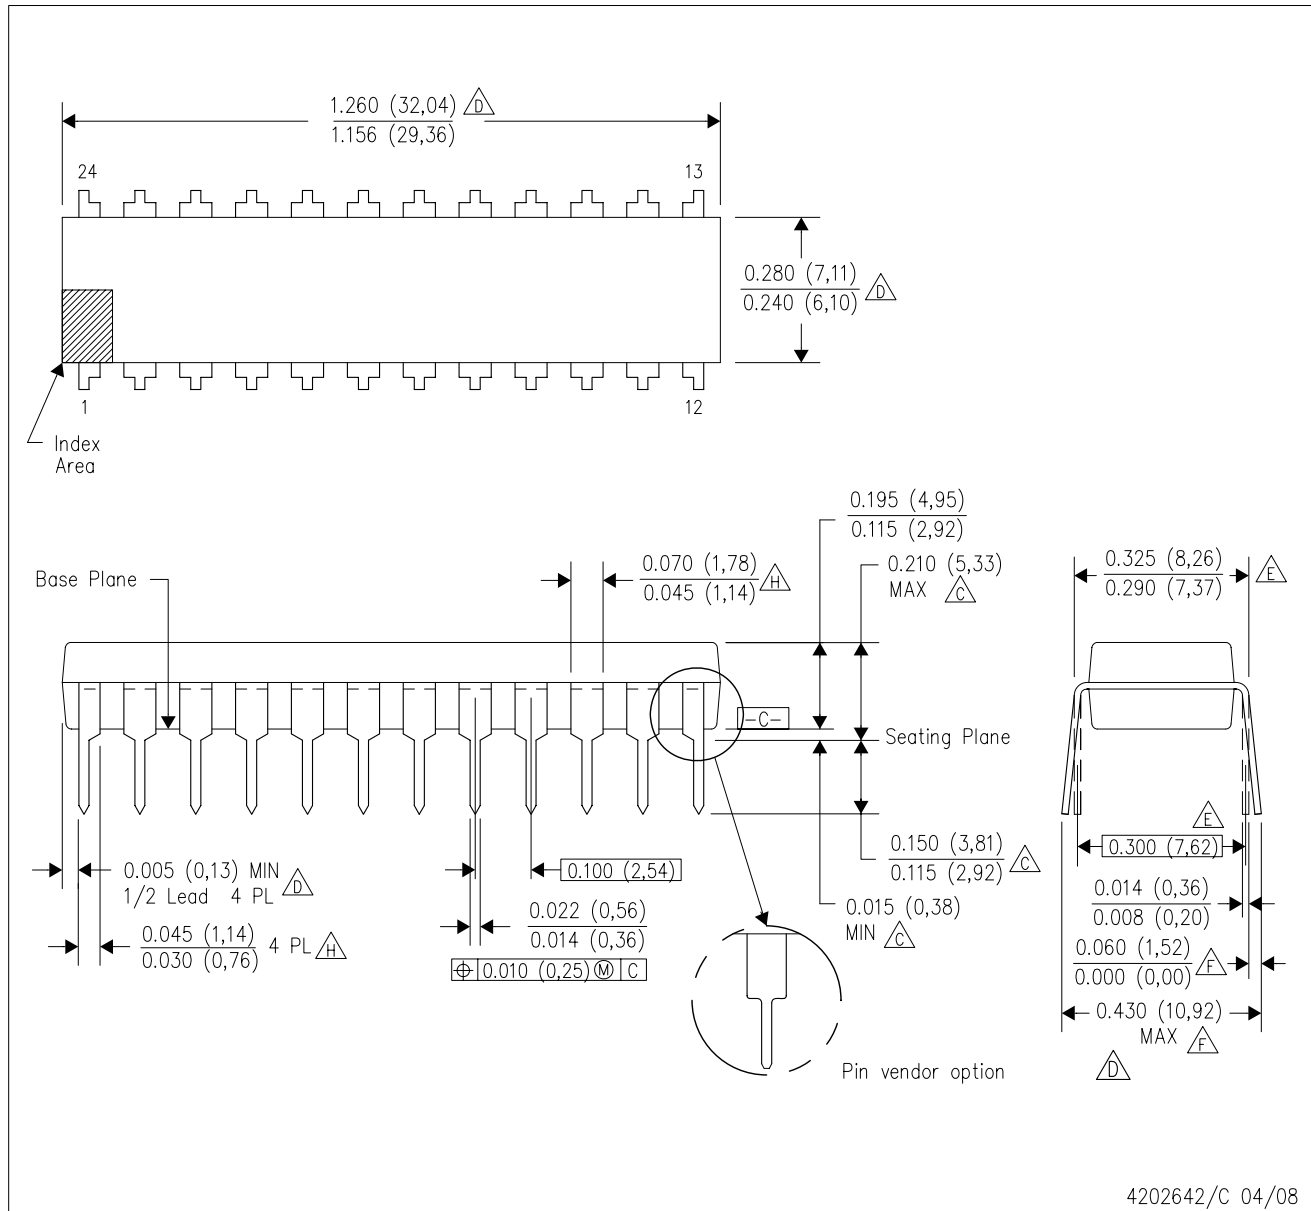 1.260 (32,04) D
1.156 (29,36)
24
13
0.280 (7,11)
0.240 (6,10) D
1
12
Index
Area
0.195 (4,95)
0.115 (2,92)
0.210 (5,33)
MAX C
0.070 (1,78)
0.045 (1,14) H
0.325 (8,26)
0.290 (7,37) E
Base Plane
-C-
Seating Plane
E
0.300 (7,62)
0.150 (3,81)
0.115 (2,92) C
0.005 (0,13) MIN
1/2 Lead 4 PL D
0.100 (2,54)
0.015 (0,38)
MIN C
0.014 (0,36)
0.008 (0,20)
0.022 (0,56)
0.014 (0,36)
0.045 (1,14)
0.030 (0,76) 4 PL H
⌖ 0.010 (0,25) Ⓜ C
0.060 (1,52)
0.000 (0,00) F
0.430 (10,92)
MAX F
D
Pin vendor option
4202642/C 04/08